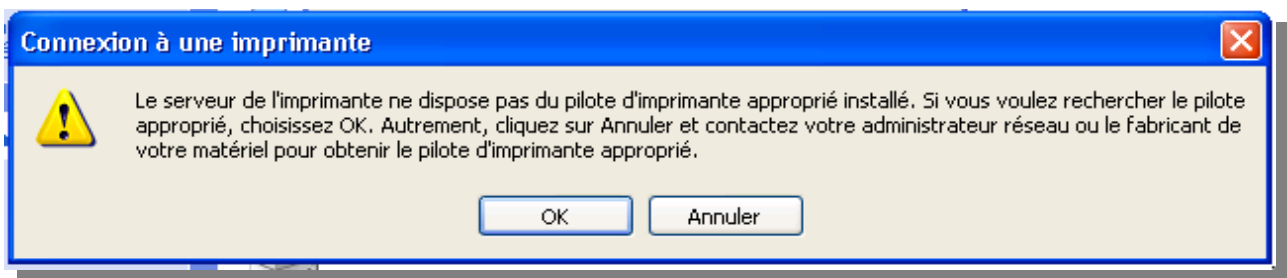 Connexion à une imprimante
Le serveur de l'imprimante ne dispose pas du pilote d'imprimante approprié installé. Si vous voulez rechercher le pilote
approprié, choisissez OK. Autrement, cliquez sur Annuler et contactez votre administrateur réseau ou le fabricant de
votre matériel pour obtenir le pilote d'imprimante approprié.
OK
Annuler